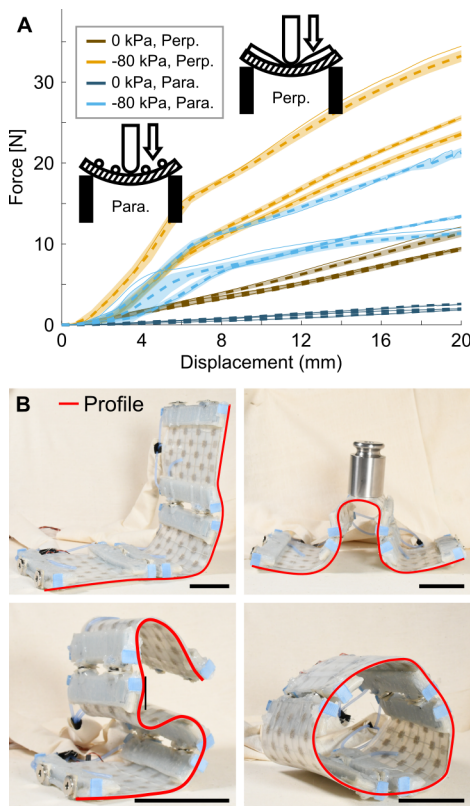 A
0 kPa, Perp.
-80 kPa, Perp.
0 kPa, Para.
-80 kPa, Para.
Perp.
Para.
Force [N]
30
20
10
0
0 4 8 12 16 20
Displacement (mm)
B
Profile